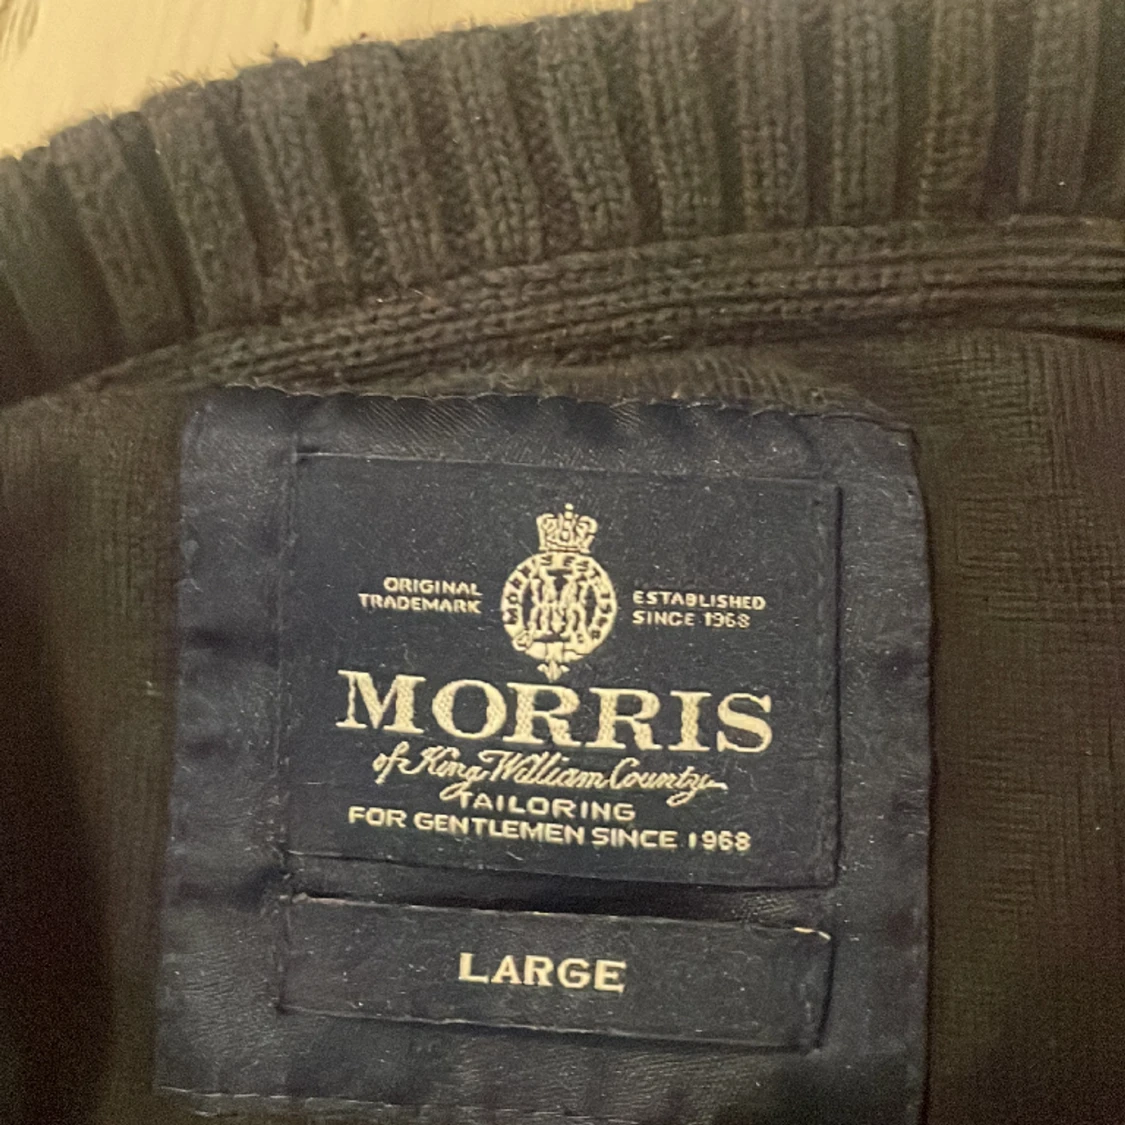 ORIGINAL
TRADEMARK
ESTABLISHED
SINCE 1968
MORRIS
of King William County
TAILORING
FOR GENTLEMEN SINCE 1968
LARGE